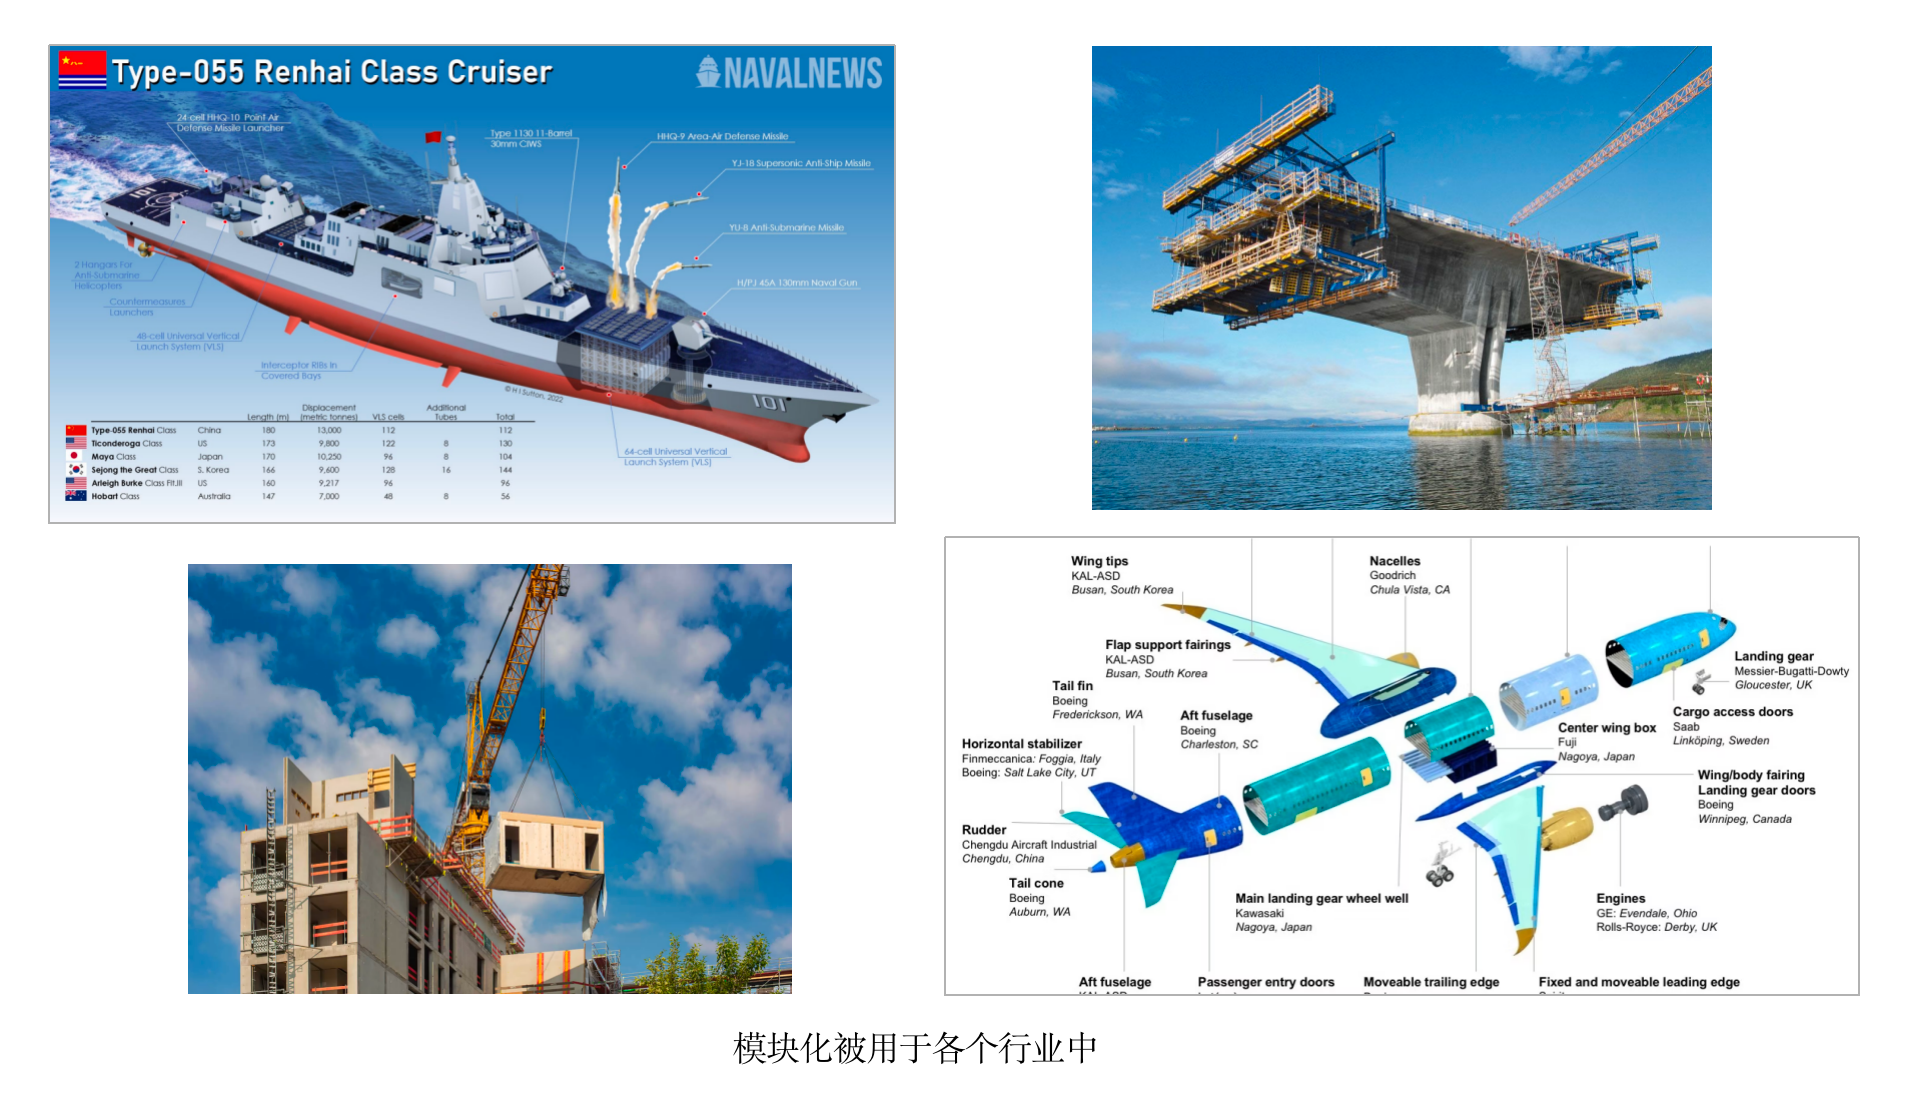 Type-055 Renhai Class Cruiser
NAVALNEWS
24-cell HHQ-10 Point Air
Defense Missile Launcher
Type 1130 11-Barrel
30mm CIWS
HHQ-9 Area-Air Defense Missile
YJ-18 Supersonic Anti-Ship Missile
YU-8 Anti-Submarine Missile
H/PJ 45A 130mm Naval Gun
2 Hangars For
Anti-Submarine
Helicopters
Countermeasures
Launchers
48-cell Universal Vertical
Launch System (VLS)
Interceptor RIBs in
Covered Bays
© H I Sutton, 2022
101
101
64-cell Universal Vertical
Launch System (VLS)
Length (m) Displacement (metric tonnes) VLS cells Additional Tubes Total
Type-055 Renhai Class China 180 13,000 112 112
Ticonderoga Class US 173 9,800 122 8 130
Maya Class Japan 170 10,250 96 8 104
Sejong the Great Class S. Korea 166 9,600 128 16 144
Arleigh Burke Class Flt.III US 160 9,217 96 96
Hobart Class Australia 147 7,000 48 8 56
Wing tips
KAL-ASD
Busan, South Korea
Nacelles
Goodrich
Chula Vista, CA
Flap support fairings
KAL-ASD
Busan, South Korea
Landing gear
Messier-Bugatti-Dowty
Gloucester, UK
Tail fin
Boeing
Frederickson, WA
Aft fuselage
Boeing
Charleston, SC
Cargo access doors
Saab
Linköping, Sweden
Center wing box
Fuji
Nagoya, Japan
Horizontal stabilizer
Finmeccanica: Foggia, Italy
Boeing: Salt Lake City, UT
Wing/body fairing
Landing gear doors
Boeing
Winnipeg, Canada
Rudder
Chengdu Aircraft Industrial
Chengdu, China
Tail cone
Boeing
Auburn, WA
Main landing gear wheel well
Kawasaki
Nagoya, Japan
Engines
GE: Evendale, Ohio
Rolls-Royce: Derby, UK
Aft fuselage
Passenger entry doors
Moveable trailing edge
Fixed and moveable leading edge
模块化被用于各个行业中